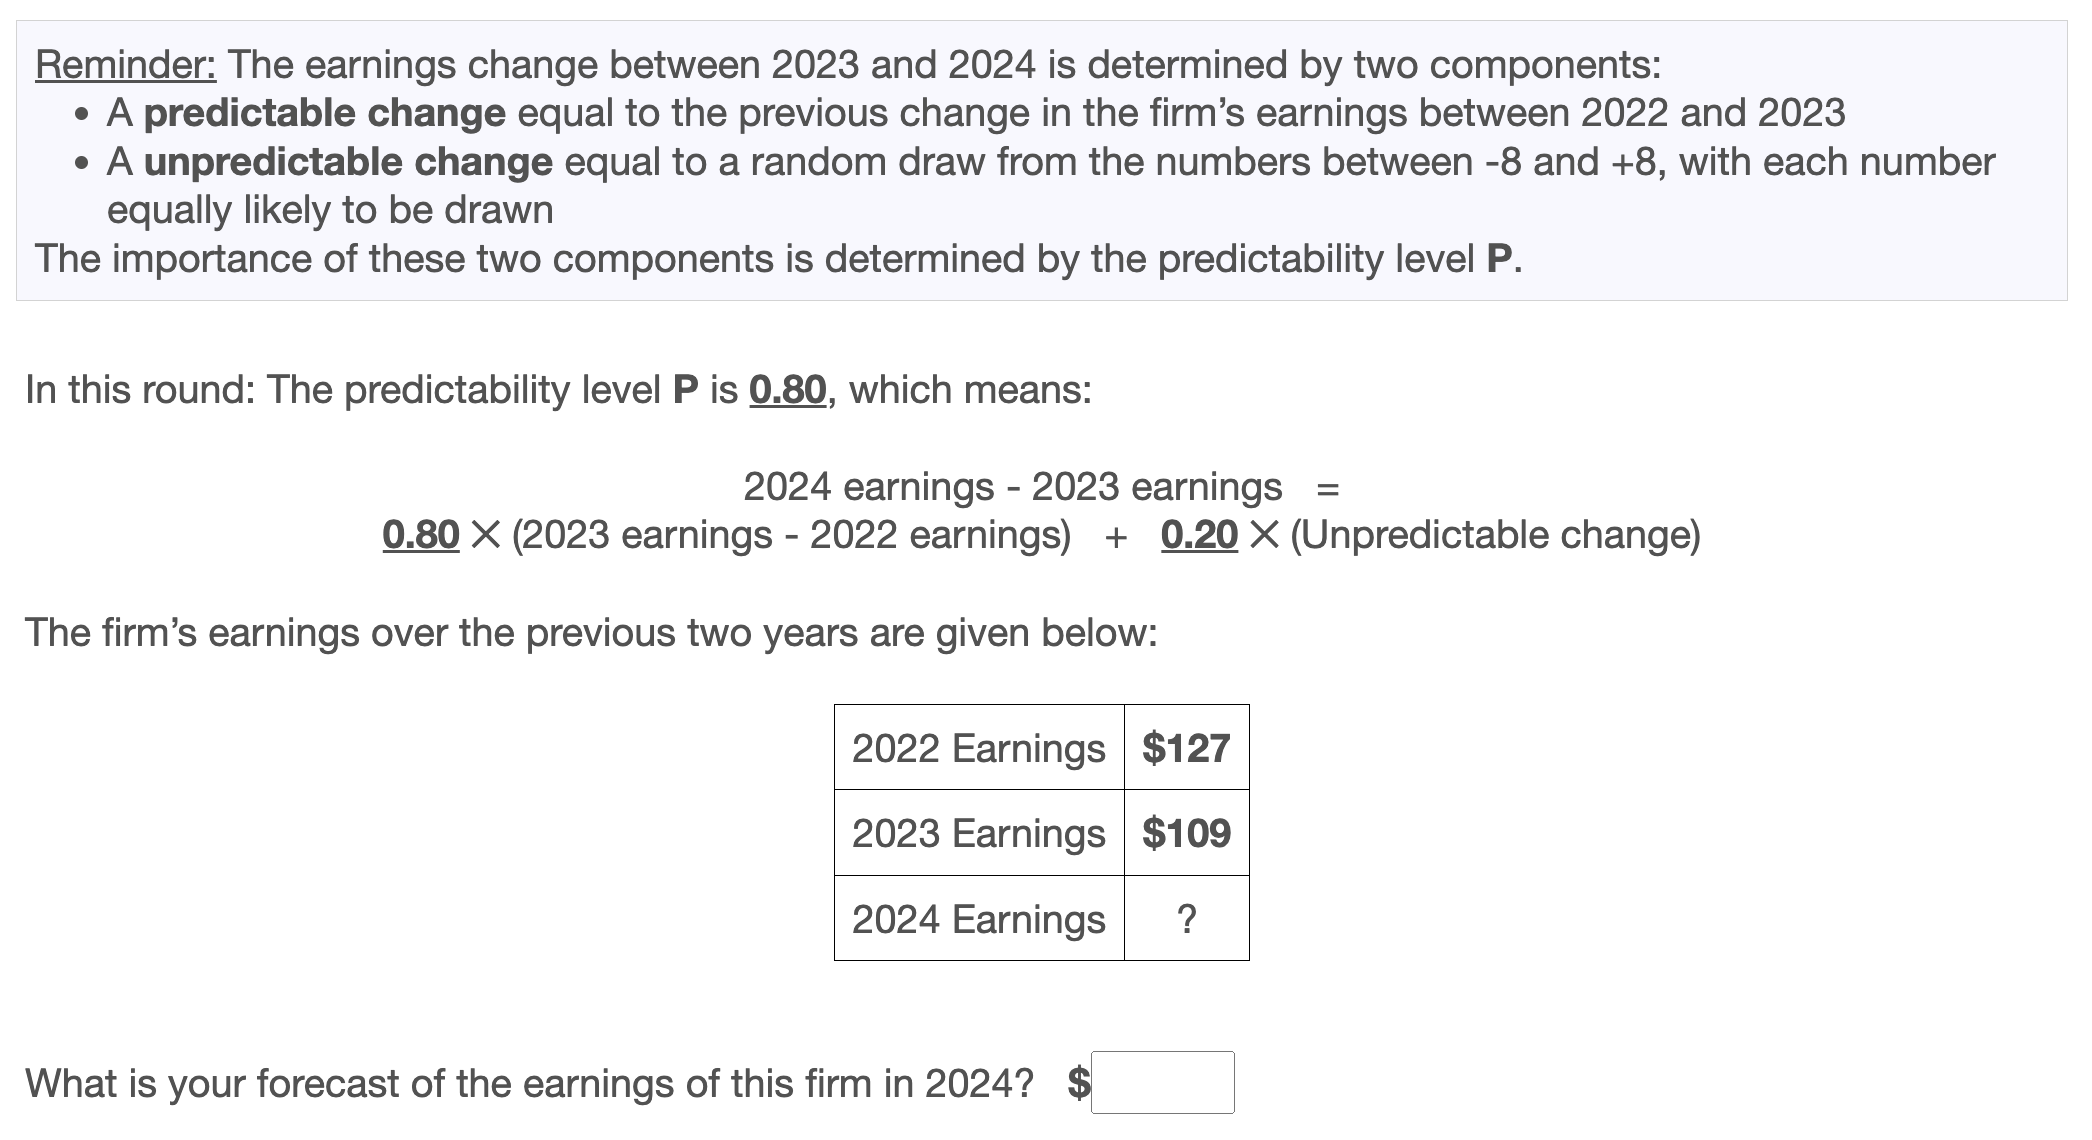 Reminder: The earnings change between 2023 and 2024 is determined by two components:
• A predictable change equal to the previous change in the firm’s earnings between 2022 and 2023
• A unpredictable change equal to a random draw from the numbers between -8 and +8, with each number
equally likely to be drawn
The importance of these two components is determined by the predictability level P.
In this round: The predictability level P is 0.80, which means:
2024 earnings - 2023 earnings =
0.80 × (2023 earnings - 2022 earnings) + 0.20 × (Unpredictable change)
The firm’s earnings over the previous two years are given below:
2022 Earnings $127
2023 Earnings $109
2024 Earnings ?
What is your forecast of the earnings of this firm in 2024? $